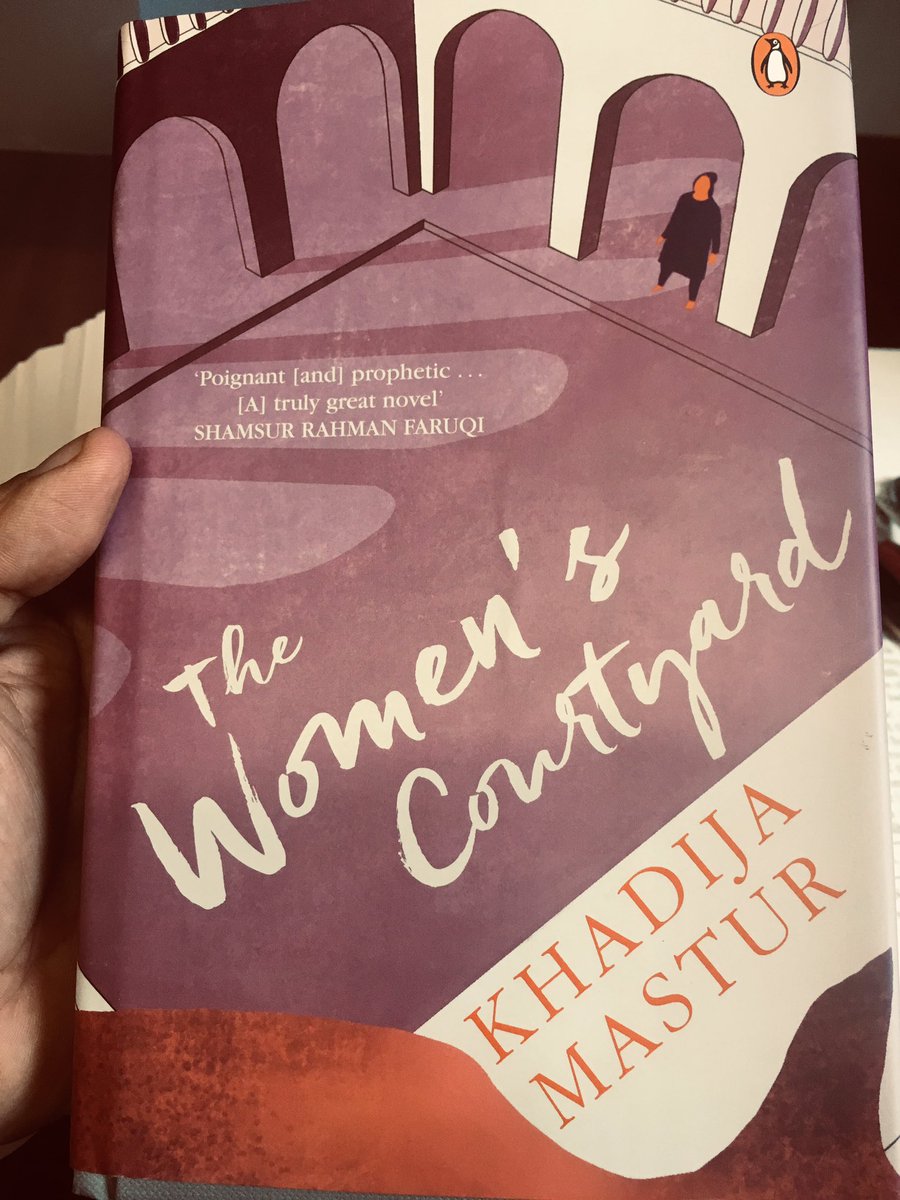 ‘Poignant [and] prophetic . . .
[A] truly great novel’
SHAMSUR RAHMAN FARUQI
The
Women's
Courtyard
KHADIJA
MASTUR